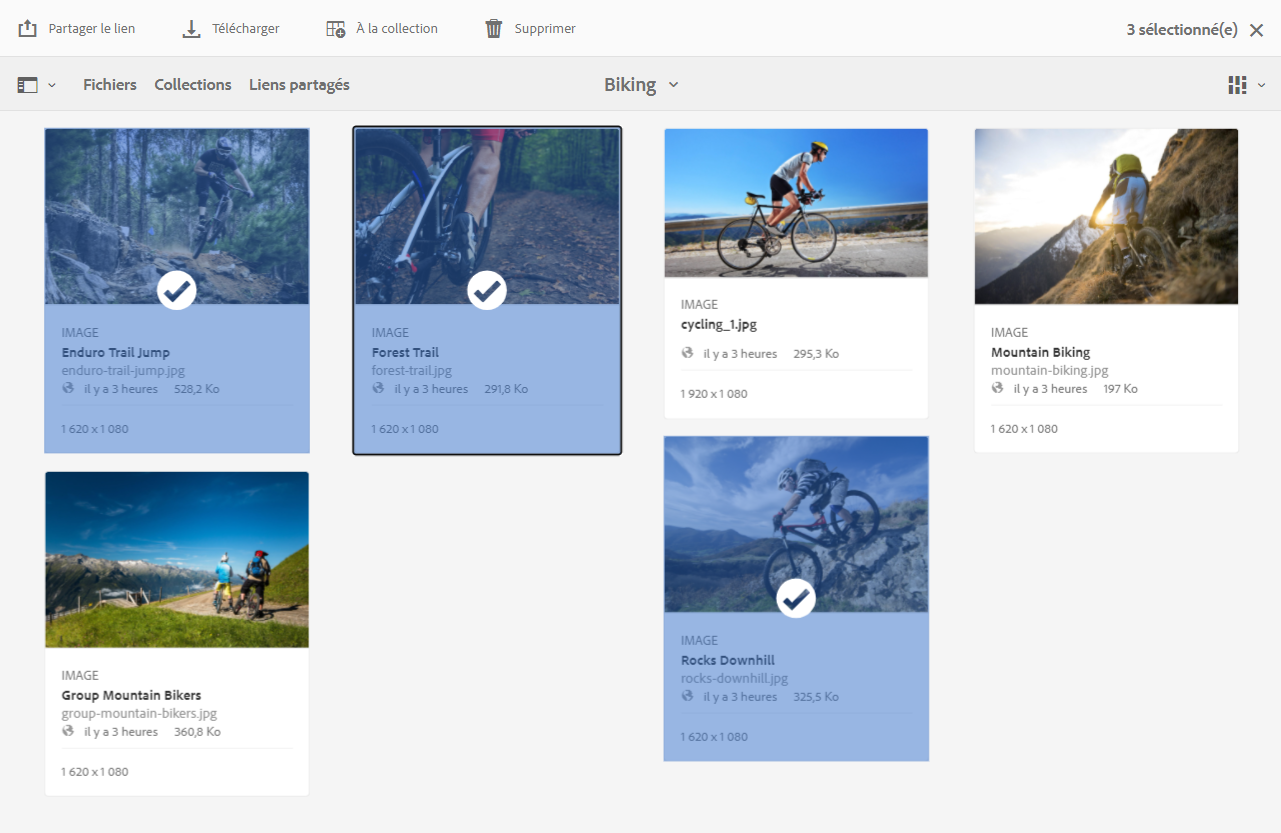 Partager le lien
Télécharger
À la collection
Supprimer
3 sélectionné(e)
Fichiers
Collections
Liens partagés
Biking
IMAGE
Enduro Trail Jump
enduro-trail-jump.jpg
il y a 3 heures 528,2 Ko
1 620 x 1 080
IMAGE
Forest Trail
forest-trail.jpg
il y a 3 heures 291,8 Ko
1 620 x 1 080
IMAGE
cycling_1.jpg
il y a 3 heures 295,3 Ko
1 920 x 1 080
IMAGE
Mountain Biking
mountain-biking.jpg
il y a 3 heures 197 Ko
1 620 x 1 080
IMAGE
Group Mountain Bikers
group-mountain-bikers.jpg
il y a 3 heures 360,8 Ko
1 620 x 1 080
IMAGE
Rocks Downhill
rocks-downhill.jpg
il y a 3 heures 325,5 Ko
1 620 x 1 080